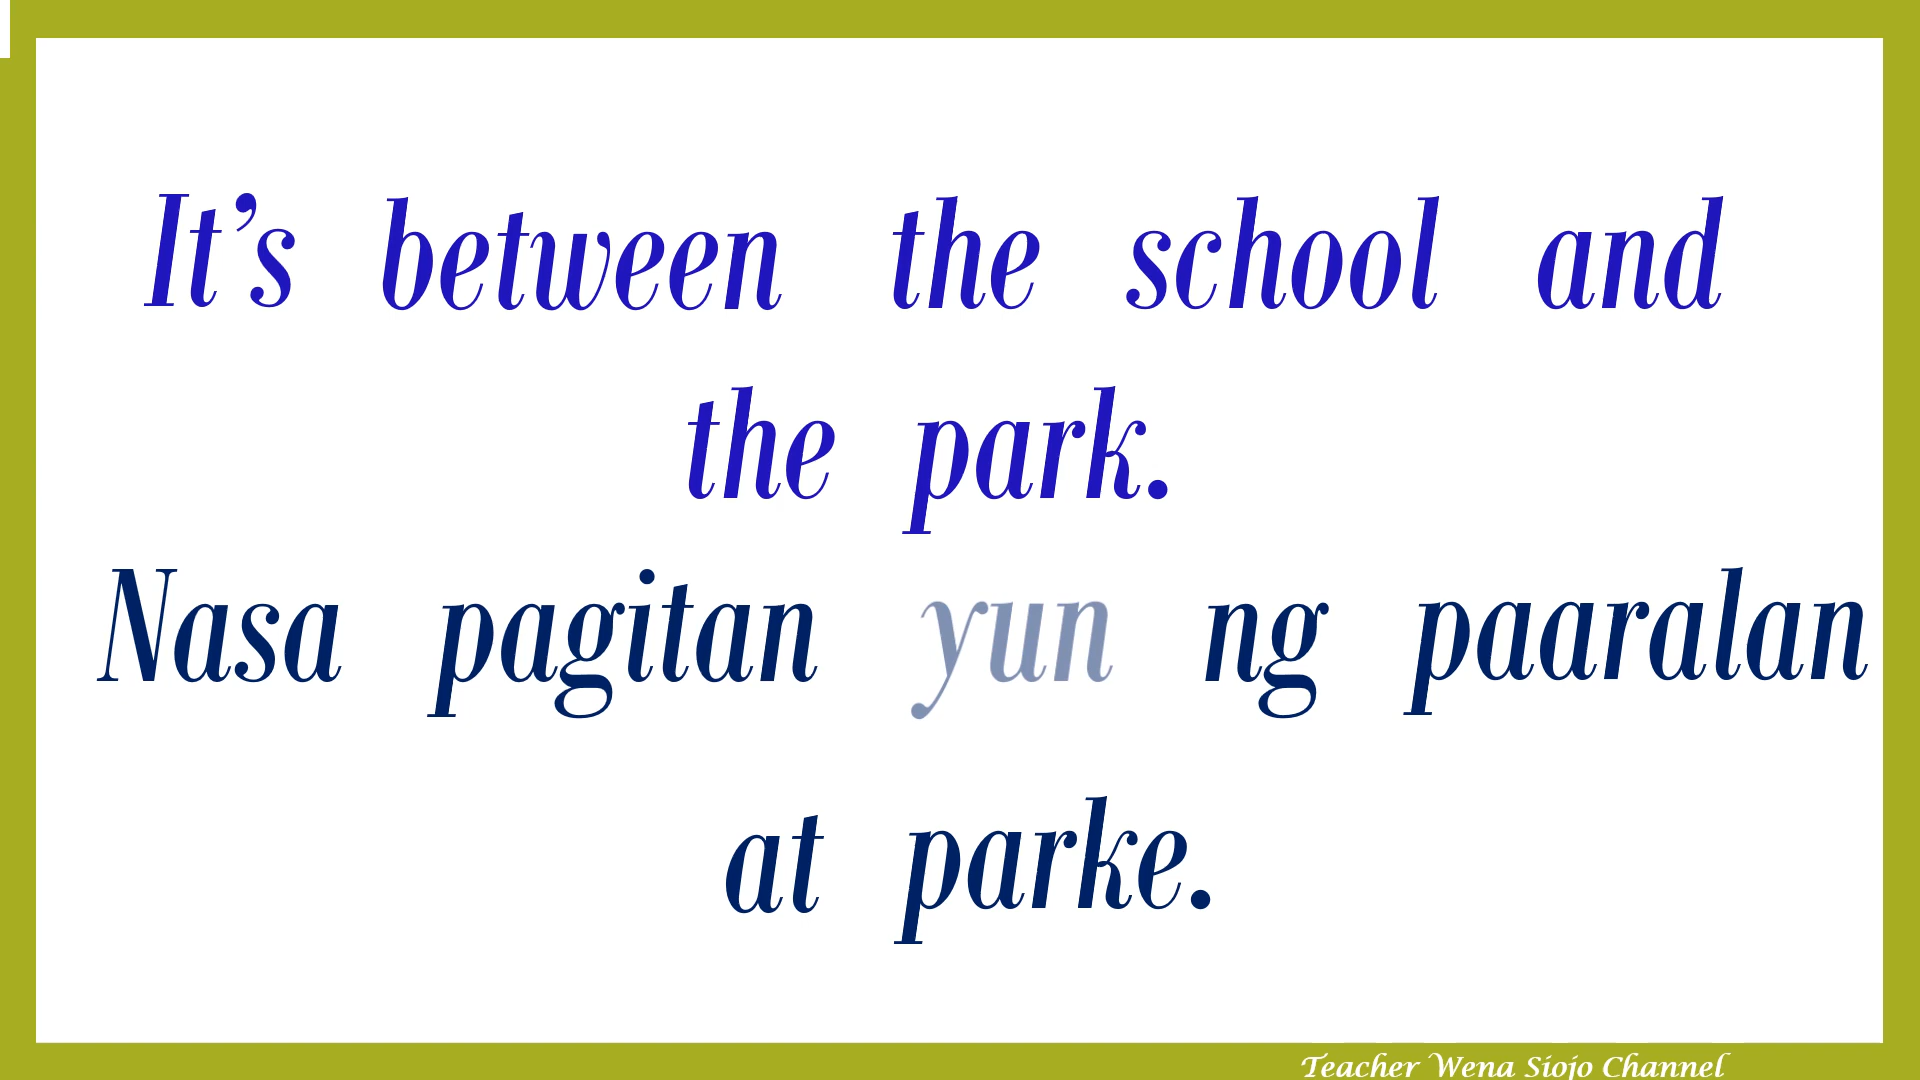 It's between the school and
the park.
Nasa pagitan yun ng paaralan
at parke.
Teacher Wena Siojo Channel